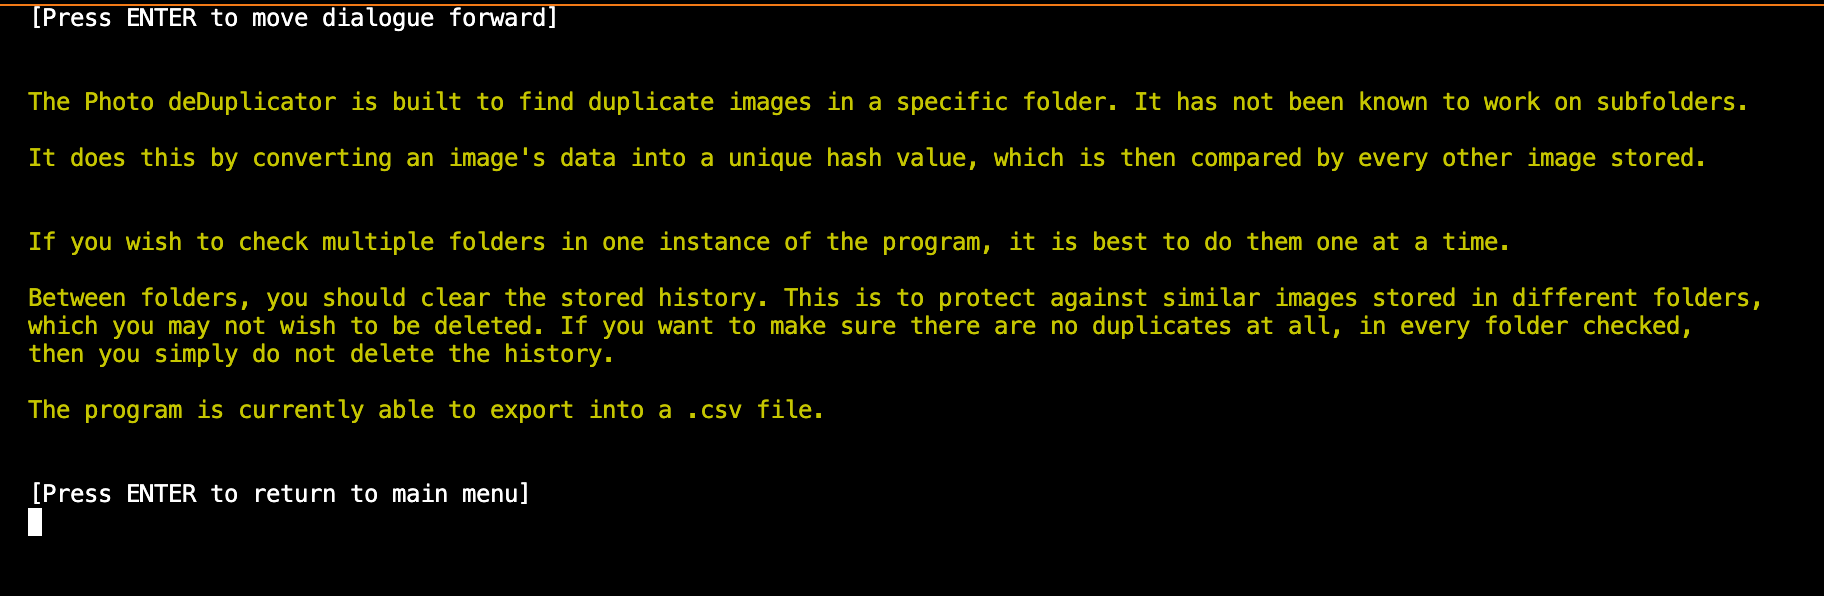 [Press ENTER to move dialogue forward]
The Photo deDuplicator is built to find duplicate images in a specific folder. It has not been known to work on subfolders.
It does this by converting an image's data into a unique hash value, which is then compared by every other image stored.
If you wish to check multiple folders in one instance of the program, it is best to do them one at a time.
Between folders, you should clear the stored history. This is to protect against similar images stored in different folders,
which you may not wish to be deleted. If you want to make sure there are no duplicates at all, in every folder checked,
then you simply do not delete the history.
The program is currently able to export into a .csv file.
[Press ENTER to return to main menu]